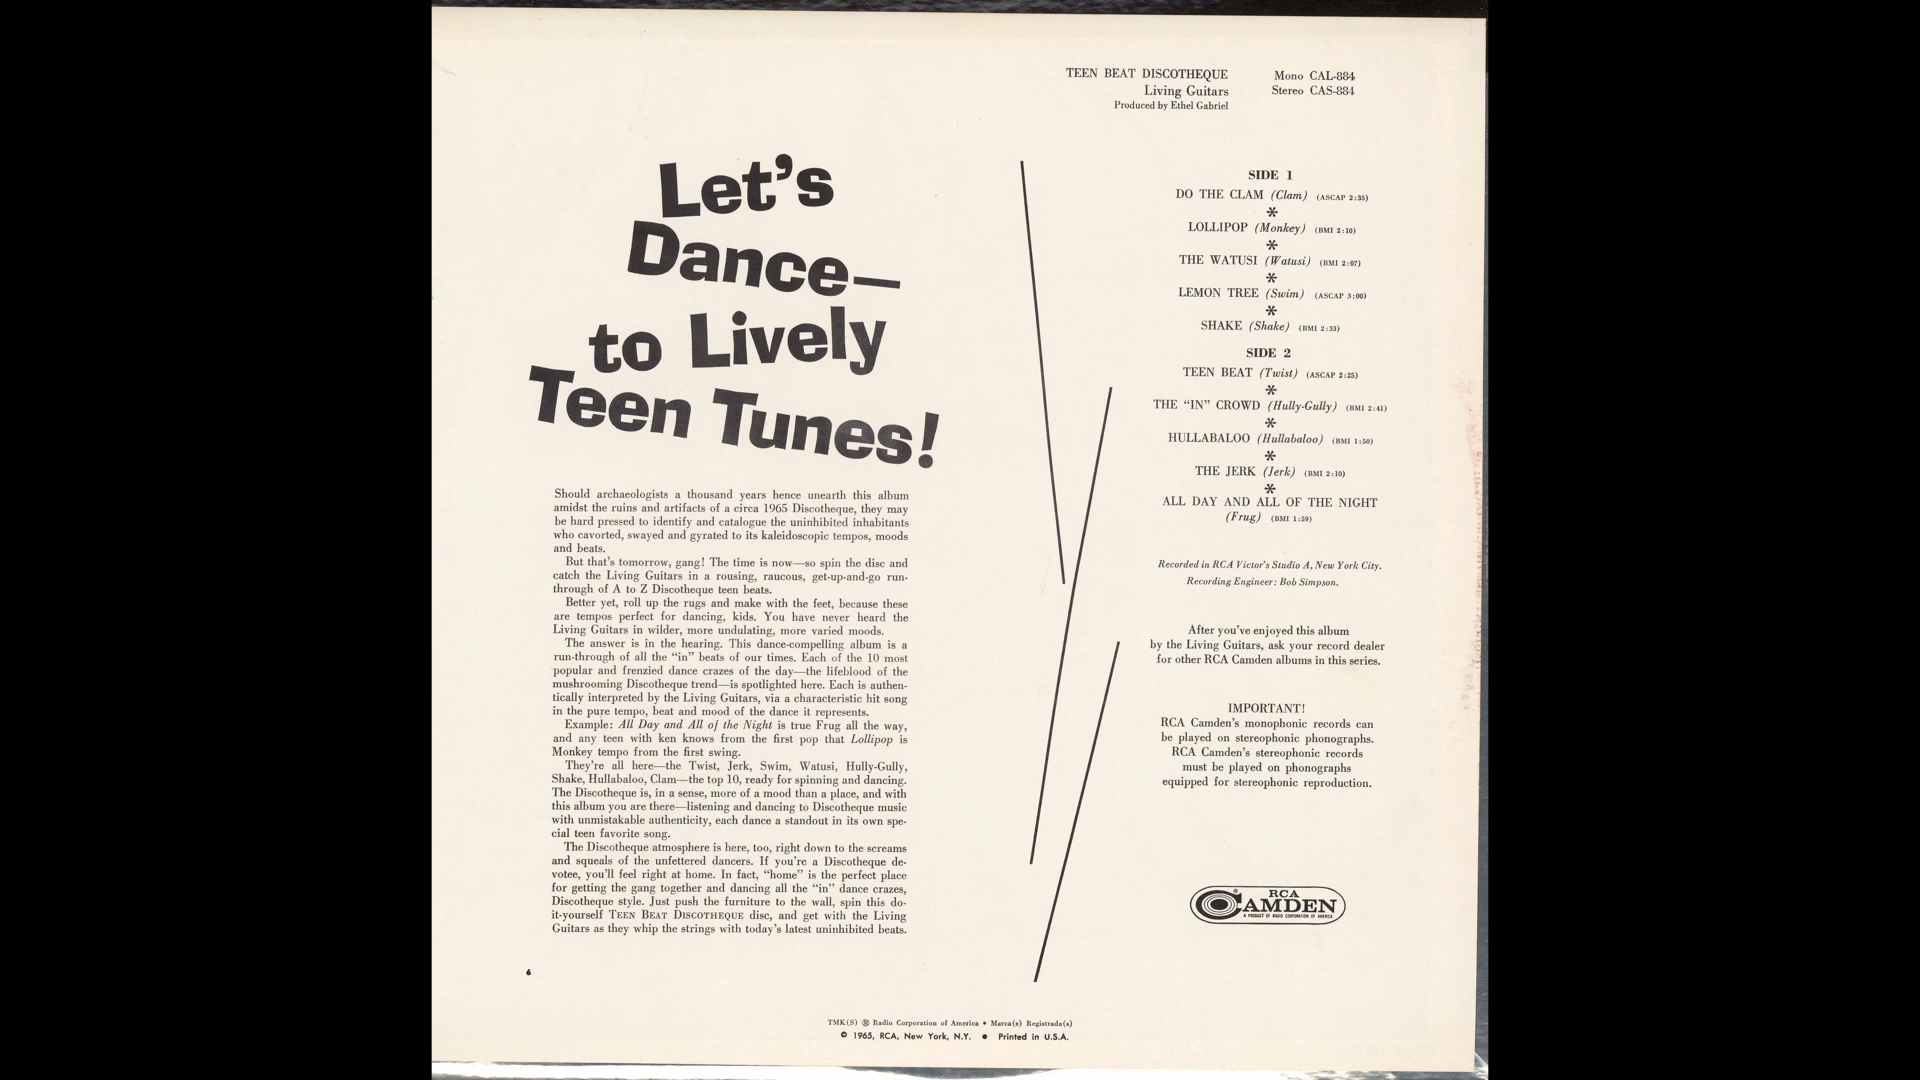 TEEN BEAT DISCOTHEQUE
Living Guitars
Produced by Ethel Gabriel
Mono CAL-884
Stereo CAS-884
Let's
Dance—
to Lively
Teen Tunes!
Should archaeologists a thousand years hence unearth this album
amidst the ruins and artifacts of a circa 1965 Discotheque, they may
be hard pressed to identify and catalogue the uninhibited inhabitants
who cavorted, swayed and gyrated to its kaleidoscopic tempos, moods
and beats.
But that's tomorrow, gang! The time is now—so spin the disc and
catch the Living Guitars in a rousing, raucous, get-up-and-go run-
through of A to Z Discotheque teen beats.
Better yet, roll up the rugs and make with the feet, because these
are tempos perfect for dancing, kids. You have never heard the
Living Guitars in wilder, more undulating, more varied moods.
The answer is in the hearing. This dance-compelling album is a
run-through of all the “in” beats of our times. Each of the 10 most
popular and frenzied dance crazes of the day—the lifeblood of the
mushrooming Discotheque trend—is spotlighted here. Each is authen-
tically interpreted by the Living Guitars, via a characteristic hit song
in the pure tempo, beat and mood of the dance it represents.
Example: All Day and All of the Night is true Frug all the way,
and any teen with ken knows from the first pop that Lollipop is
Monkey tempo from the first swing.
They're all here—the Twist, Jerk, Swim, Watusi, Hully-Gully,
Shake, Hullabaloo, Clam—the top 10, ready for spinning and dancing.
The Discotheque is, in a sense, more of a mood than a place, and with
this album you are there—listening and dancing to Discotheque music
with unmistakable authenticity, each dance a standout in its own spe-
cial teen favorite song.
The Discotheque atmosphere is here, too, right down to the screams
and squeals of the unfettered dancers. If you're a Discotheque de-
votee, you'll feel right at home. In fact, “home” is the perfect place
for getting the gang together and dancing all the “in” dance crazes,
Discotheque style. Just push the furniture to the wall, spin this do-
it-yourself TEEN BEAT DISCOTHEQUE disc, and get with the Living
Guitars as they whip the strings with today's latest uninhibited beats.
SIDE 1
DO THE CLAM (Clam) (ASCAP 2:35)
*
LOLLIPOP (Monkey) (BMI 2:10)
*
THE WATUSI (Watusi) (BMI 2:07)
*
LEMON TREE (Swim) (ASCAP 3:00)
*
SHAKE (Shake) (BMI 2:33)
SIDE 2
TEEN BEAT (Twist) (ASCAP 2:25)
*
THE “IN” CROWD (Hully-Gully) (BMI 2:41)
*
HULLABALOO (Hullabaloo) (BMI 1:50)
*
THE JERK (Jerk) (BMI 2:10)
*
ALL DAY AND ALL OF THE NIGHT
(Frug) (BMI 1:59)
Recorded in RCA Victor's Studio A, New York City.
Recording Engineer: Bob Simpson.
After you've enjoyed this album
by the Living Guitars, ask your record dealer
for other RCA Camden albums in this series.
IMPORTANT!
RCA Camden's monophonic records can
be played on stereophonic phonographs.
RCA Camden's stereophonic records
must be played on phonographs
equipped for stereophonic reproduction.
RCA
CAMDEN®
A PRODUCT OF RADIO CORPORATION OF AMERICA
6
TMK(S) ® Radio Corporation of America • Marca(s) Registrada(s)
© 1965, RCA, New York, N.Y. • Printed in U.S.A.